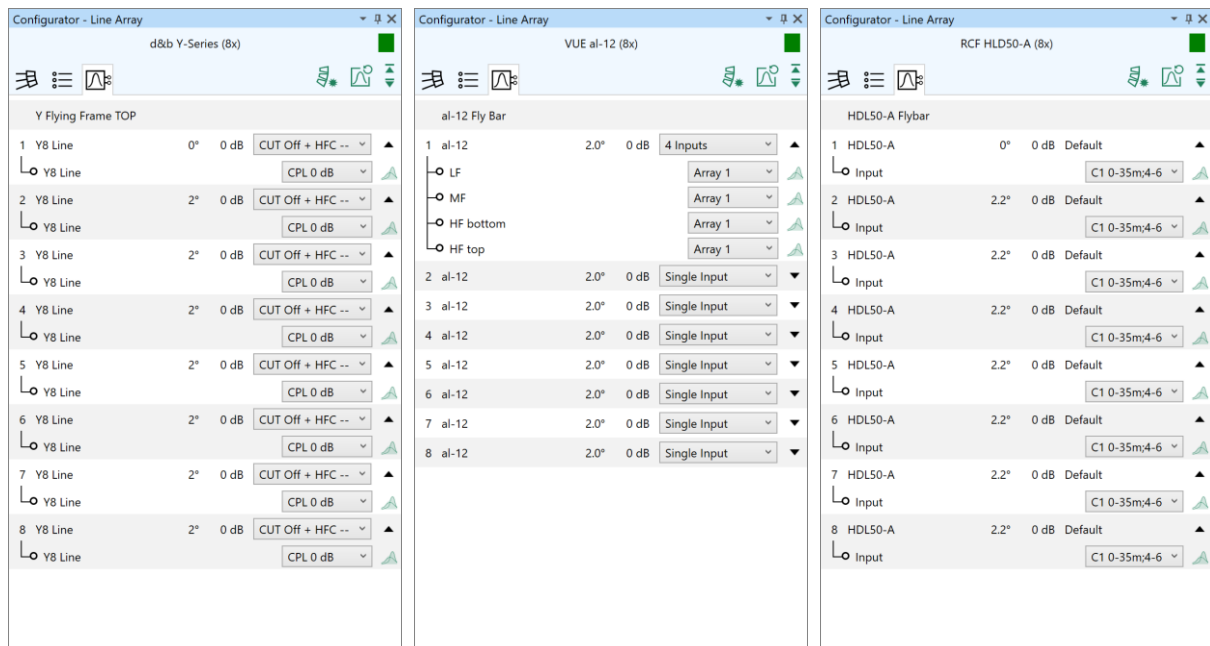 Configurator - Line Array
d&b Y-Series (8x)
Y Flying Frame TOP
1 Y8 Line 0° 0 dB CUT Off + HFC --
Y8 Line CPL 0 dB
2 Y8 Line 2° 0 dB CUT Off + HFC --
Y8 Line CPL 0 dB
3 Y8 Line 2° 0 dB CUT Off + HFC --
Y8 Line CPL 0 dB
4 Y8 Line 2° 0 dB CUT Off + HFC --
Y8 Line CPL 0 dB
5 Y8 Line 2° 0 dB CUT Off + HFC --
Y8 Line CPL 0 dB
6 Y8 Line 2° 0 dB CUT Off + HFC --
Y8 Line CPL 0 dB
7 Y8 Line 2° 0 dB CUT Off + HFC --
Y8 Line CPL 0 dB
8 Y8 Line 2° 0 dB CUT Off + HFC --
Y8 Line CPL 0 dB
Configurator - Line Array
VUE al-12 (8x)
al-12 Fly Bar
1 al-12 2.0° 0 dB 4 Inputs
LF Array 1
MF Array 1
HF bottom Array 1
HF top Array 1
2 al-12 2.0° 0 dB Single Input
3 al-12 2.0° 0 dB Single Input
4 al-12 2.0° 0 dB Single Input
5 al-12 2.0° 0 dB Single Input
6 al-12 2.0° 0 dB Single Input
7 al-12 2.0° 0 dB Single Input
8 al-12 2.0° 0 dB Single Input
Configurator - Line Array
RCF HLD50-A (8x)
HDL50-A Flybar
1 HDL50-A 0° 0 dB Default
Input C1 0-35m;4-6
2 HDL50-A 2.2° 0 dB Default
Input C1 0-35m;4-6
3 HDL50-A 2.2° 0 dB Default
Input C1 0-35m;4-6
4 HDL50-A 2.2° 0 dB Default
Input C1 0-35m;4-6
5 HDL50-A 2.2° 0 dB Default
Input C1 0-35m;4-6
6 HDL50-A 2.2° 0 dB Default
Input C1 0-35m;4-6
7 HDL50-A 2.2° 0 dB Default
Input C1 0-35m;4-6
8 HDL50-A 2.2° 0 dB Default
Input C1 0-35m;4-6